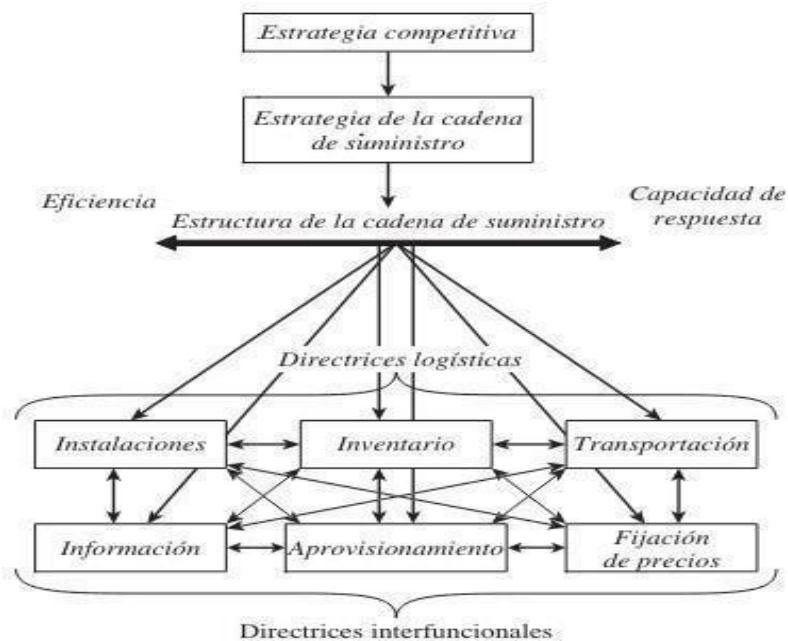 Estrategia competitiva
Estrategia de la cadena
de suministro
Eficiencia
Capacidad de
respuesta
Estructura de la cadena de suministro
Directrices logísticas
Instalaciones
Inventario
Transportación
Información
Aprovisionamiento
Fijación
de precios
Directrices interfuncionales